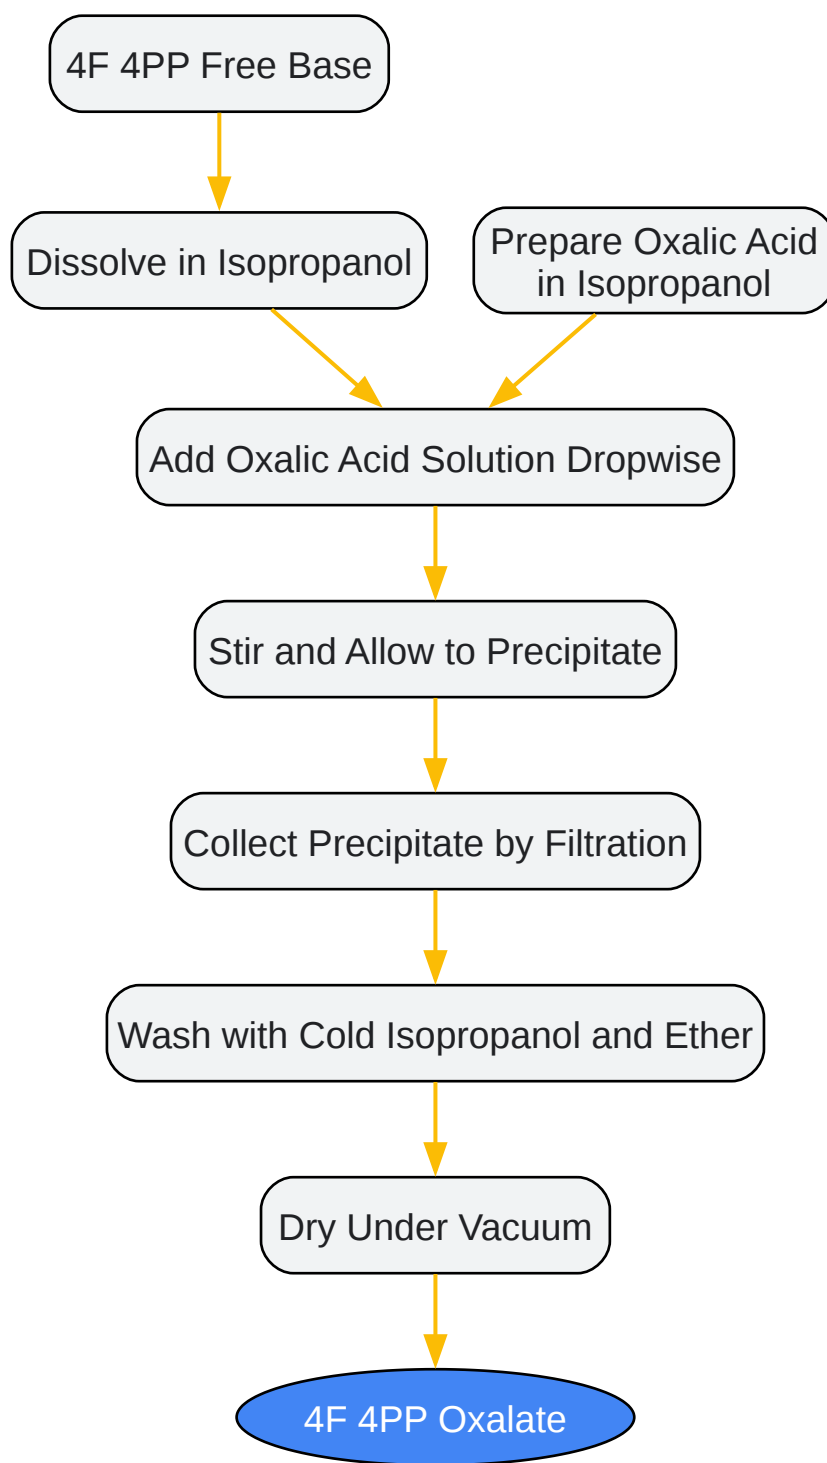 4F 4PP Free Base
Dissolve in Isopropanol
Prepare Oxalic Acid
in Isopropanol
Add Oxalic Acid Solution Dropwise
Stir and Allow to Precipitate
Collect Precipitate by Filtration
Wash with Cold Isopropanol and Ether
Dry Under Vacuum
4F 4PP Oxalate